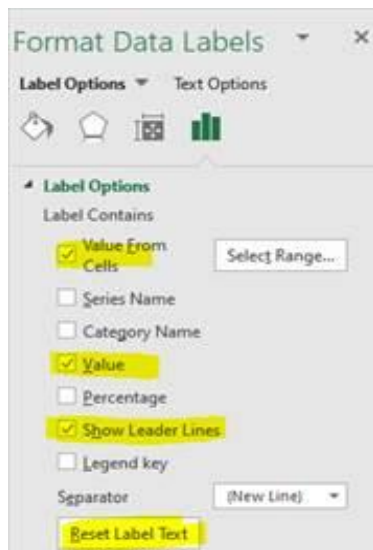 Format Data Labels
Label Options Text Options
Label Options
Label Contains
Value From
Cells
Select Range...
Series Name
Category Name
Value
Percentage
Show Leader Lines
Legend key
Separator (New Line)
Reset Label Text